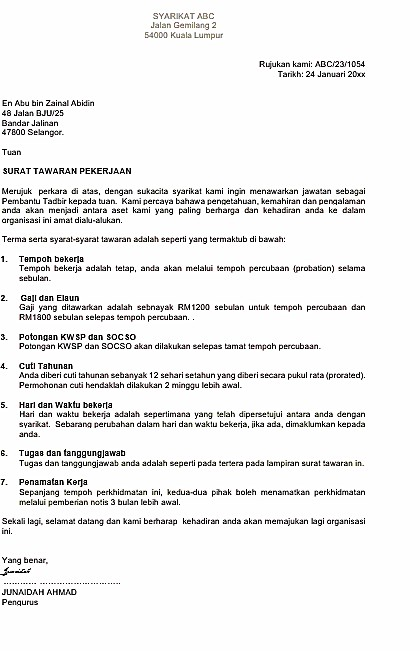 SYARIKAT ABC
Jalan Gemilang 2
54000 Kuala Lumpur
Rujukan kami: ABC/23/1054
Tarikh: 24 Januari 20xx
En Abu bin Zainal Abidin
48 Jalan BJU/25
Bandar Jalinan
47800 Selangor.
Tuan
SURAT TAWARAN PEKERJAAN
Merujuk perkara di atas, dengan sukacita syarikat kami ingin menawarkan jawatan sebagai
Pembantu Tadbir kepada tuan. Kami percaya bahawa pengetahuan, kemahiran dan pengalaman
anda akan menjadi antara aset kami yang paling berharga dan kehadiran anda ke dalam
organisasi ini amat dialu-alukan.
Terma serta syarat-syarat tawaran adalah seperti yang termaktub di bawah:
1. Tempoh bekerja
Tempoh bekerja adalah tetap, anda akan melalui tempoh percubaan (probation) selama
sebulan.
2. Gaji dan Elaun
Gaji yang ditawarkan adalah sebnayak RM1200 sebulan untuk tempoh percubaan dan
RM1800 sebulan selepas tempoh percubaan. .
3. Potongan KWSP dan SOCSO
Potongan KWSP dan SOCSO akan dilakukan selepas tamat tempoh percubaan.
4. Cuti Tahunan
Anda diberi cuti tahunan sebanyak 12 sehari setahun yang diberi secara pukul rata (prorated).
Permohonan cuti hendaklah dilakukan 2 minggu lebih awal.
5. Hari dan Waktu bekerja
Hari dan waktu bekerja adalah sepertimana yang telah dipersetujui antara anda dengan
syarikat. Sebarang perubahan dalam hari dan waktu bekerja, jika ada, dimaklumkan kepada
anda.
6. Tugas dan tanggungjawab
Tugas dan tanggungjawab anda adalah seperti pada tertera pada lampiran surat tawaran in.
7. Penamatan Kerja
Sepanjang tempoh perkhidmatan ini, kedua-dua pihak boleh menamatkan perkhidmatan
melalui pemberian notis 3 bulan lebih awal.
Sekali lagi, selamat datang dan kami berharap kehadiran anda akan memajukan lagi organisasi
ini.
Yang benar,
Junaidah
............ ............................
JUNAIDAH AHMAD
Pengurus